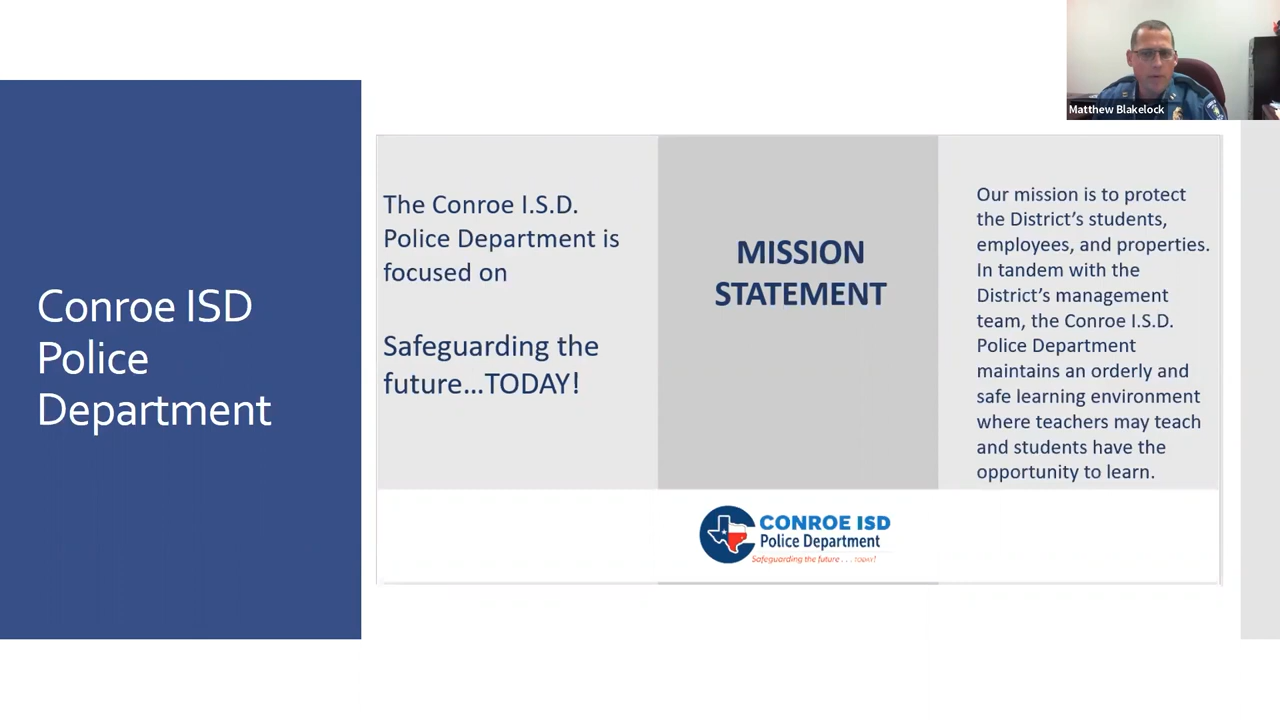 Matthew Blakelock
Conroe ISD
Police
Department
The Conroe I.S.D.
Police Department is
focused on
Safeguarding the
future...TODAY!
MISSION
STATEMENT
Our mission is to protect
the District's students,
employees, and properties.
In tandem with the
District's management
team, the Conroe I.S.D.
Police Department
maintains an orderly and
safe learning environment
where teachers may teach
and students have the
opportunity to learn.
CONROE ISD
Police Department
Safeguarding the future . . . TODAY!